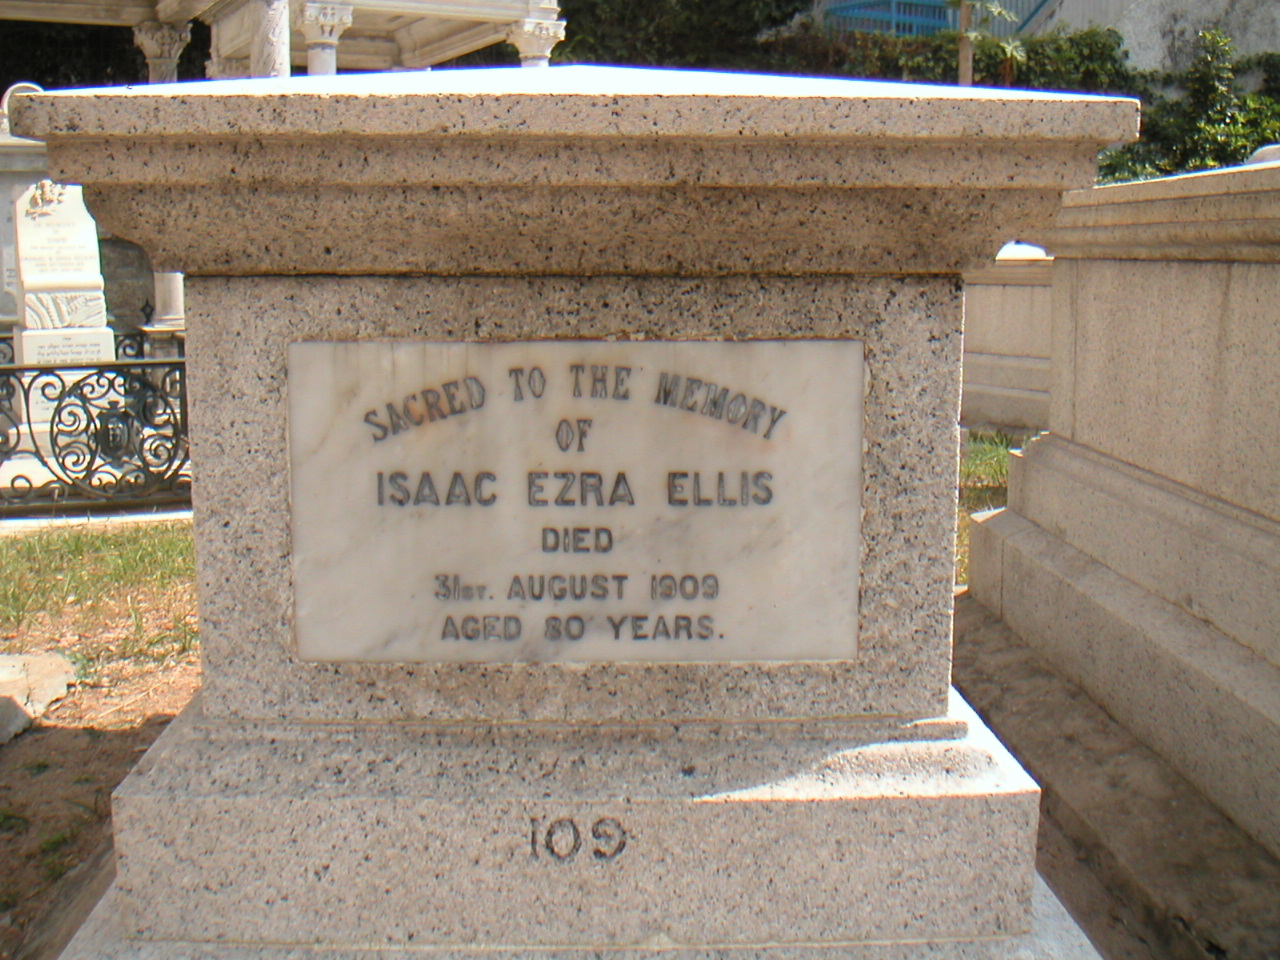 SACRED TO THE MEMORY
OF
ISAAC EZRA ELLIS
DIED
31ST. AUGUST 1909
AGED 80 YEARS.
109